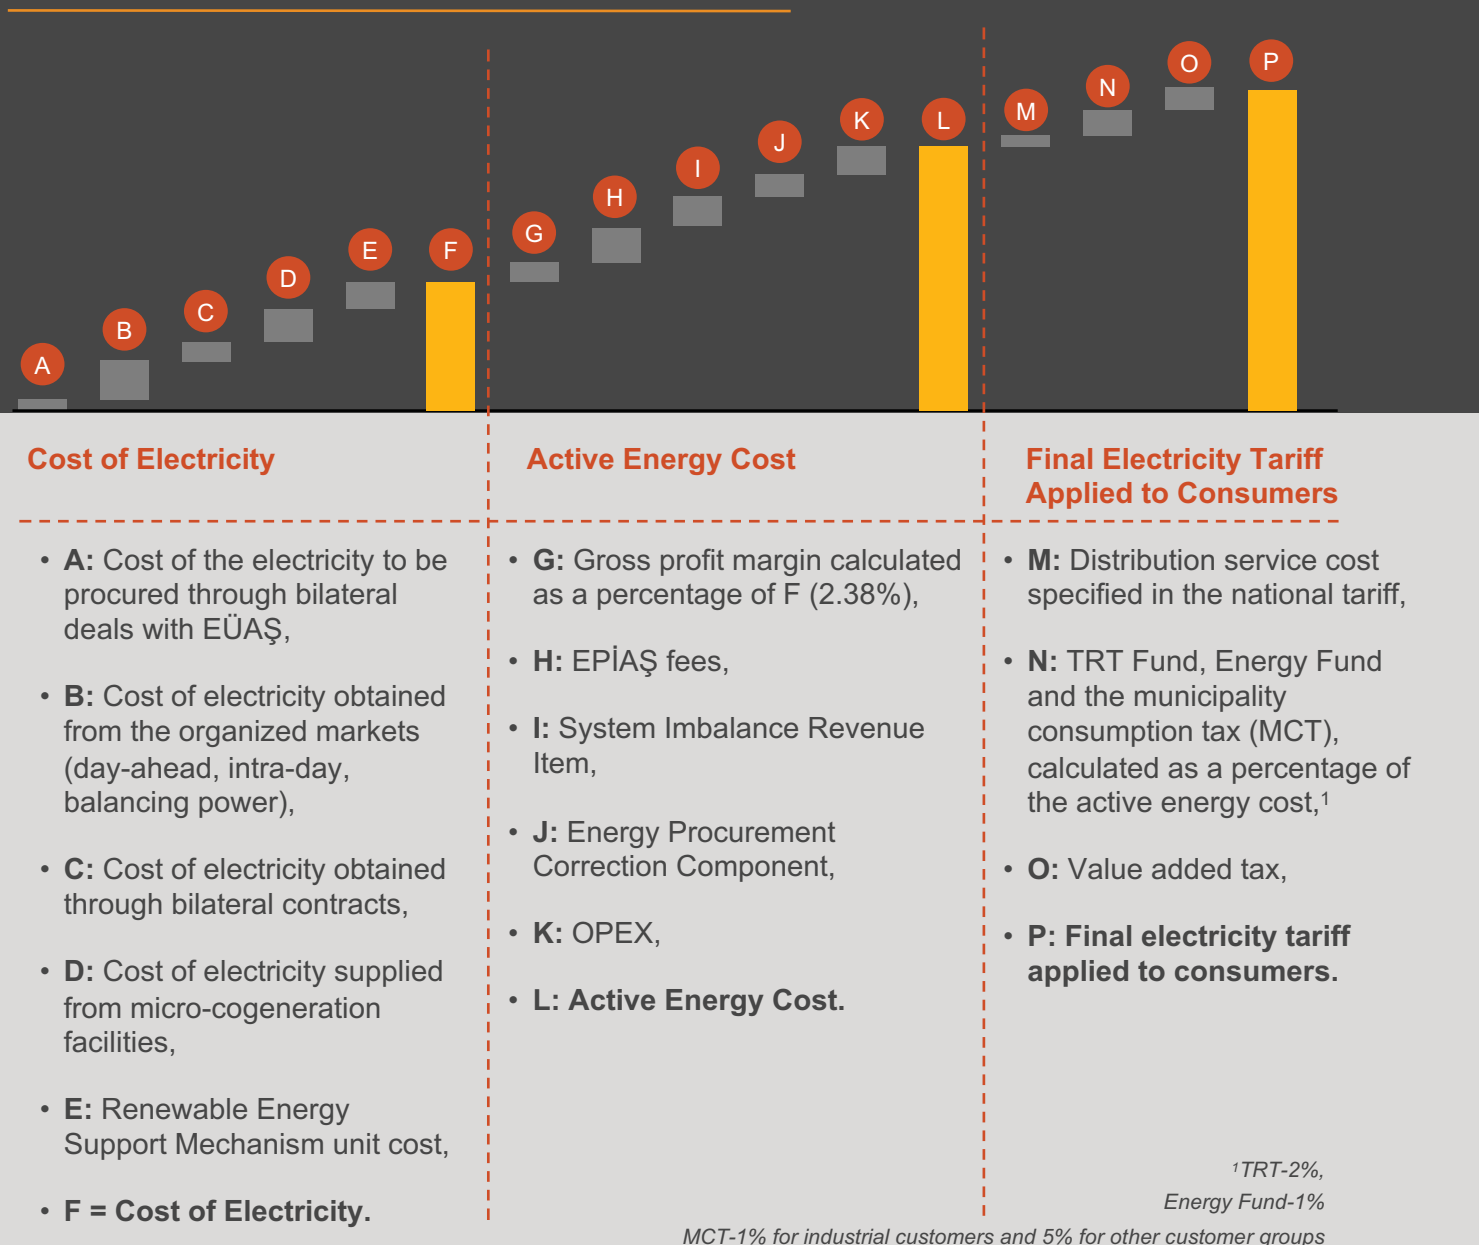 A
B
C
D
E
F
G
H
I
J
K
L
M
N
O
P
Cost of Electricity
• A: Cost of the electricity to be
procured through bilateral
deals with EÜAŞ,
• B: Cost of electricity obtained
from the organized markets
(day-ahead, intra-day,
balancing power),
• C: Cost of electricity obtained
through bilateral contracts,
• D: Cost of electricity supplied
from micro-cogeneration
facilities,
• E: Renewable Energy
Support Mechanism unit cost,
• F = Cost of Electricity.
Active Energy Cost
• G: Gross profit margin calculated
as a percentage of F (2.38%),
• H: EPİAŞ fees,
• I: System Imbalance Revenue
Item,
• J: Energy Procurement
Correction Component,
• K: OPEX,
• L: Active Energy Cost.
Final Electricity Tariff
Applied to Consumers
• M: Distribution service cost
specified in the national tariff,
• N: TRT Fund, Energy Fund
and the municipality
consumption tax (MCT),
calculated as a percentage of
the active energy cost,¹
• O: Value added tax,
• P: Final electricity tariff
applied to consumers.
¹TRT-2%,
Energy Fund-1%
MCT-1% for industrial customers and 5% for other customer groups